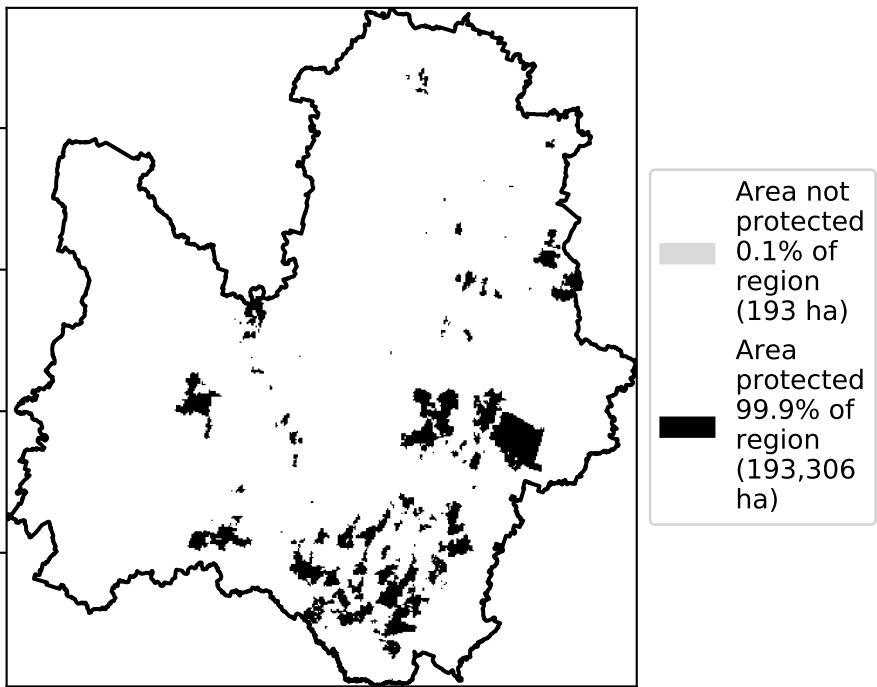 Area not
protected
0.1% of
region
(193 ha)
Area
protected
99.9% of
region
(193,306
ha)